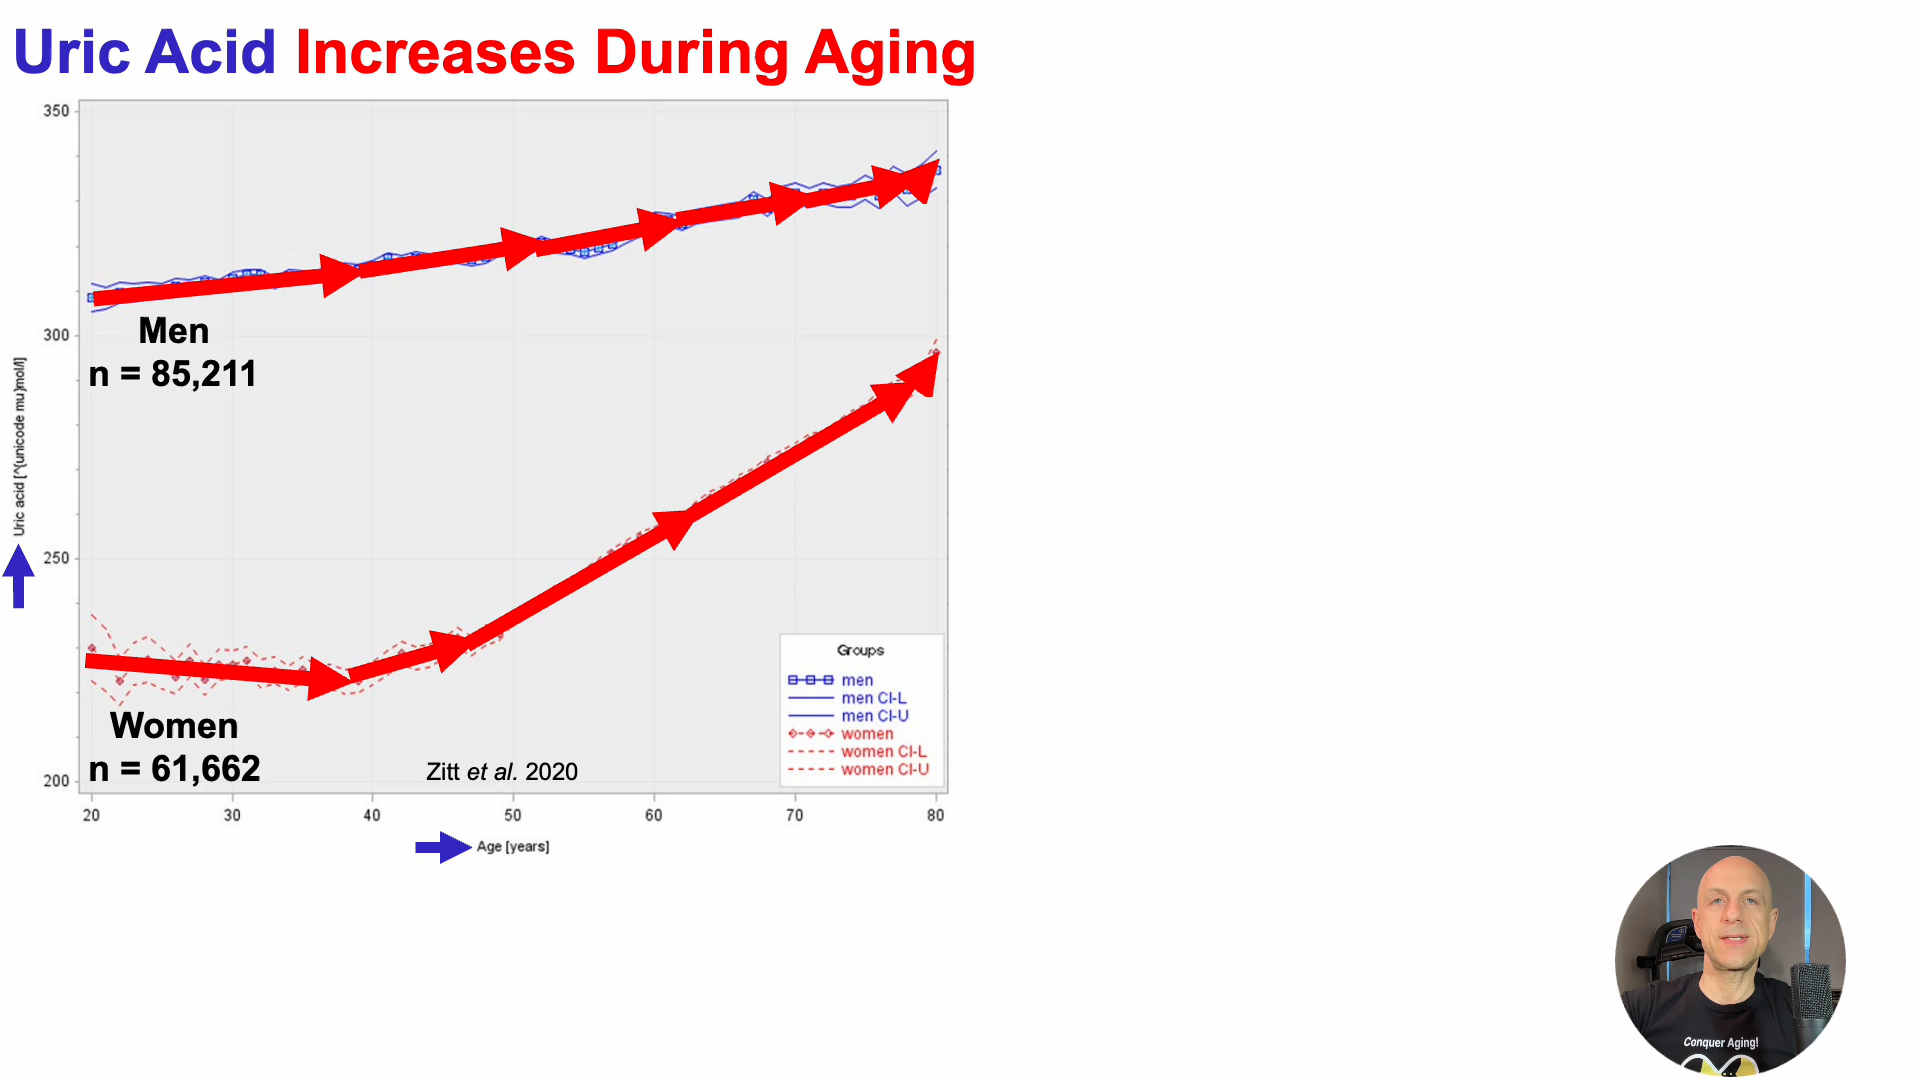 Uric Acid Increases During Aging
350
300
250
200
Uric acid [^{unicode mu}mol/l]
Men
n = 85,211
Women
n = 61,662
Zitt et al. 2020
Groups
men
men CI-L
men CI-U
women
women CI-L
women CI-U
20 30 40 50 60 70 80
Age [years]
Conquer Aging!